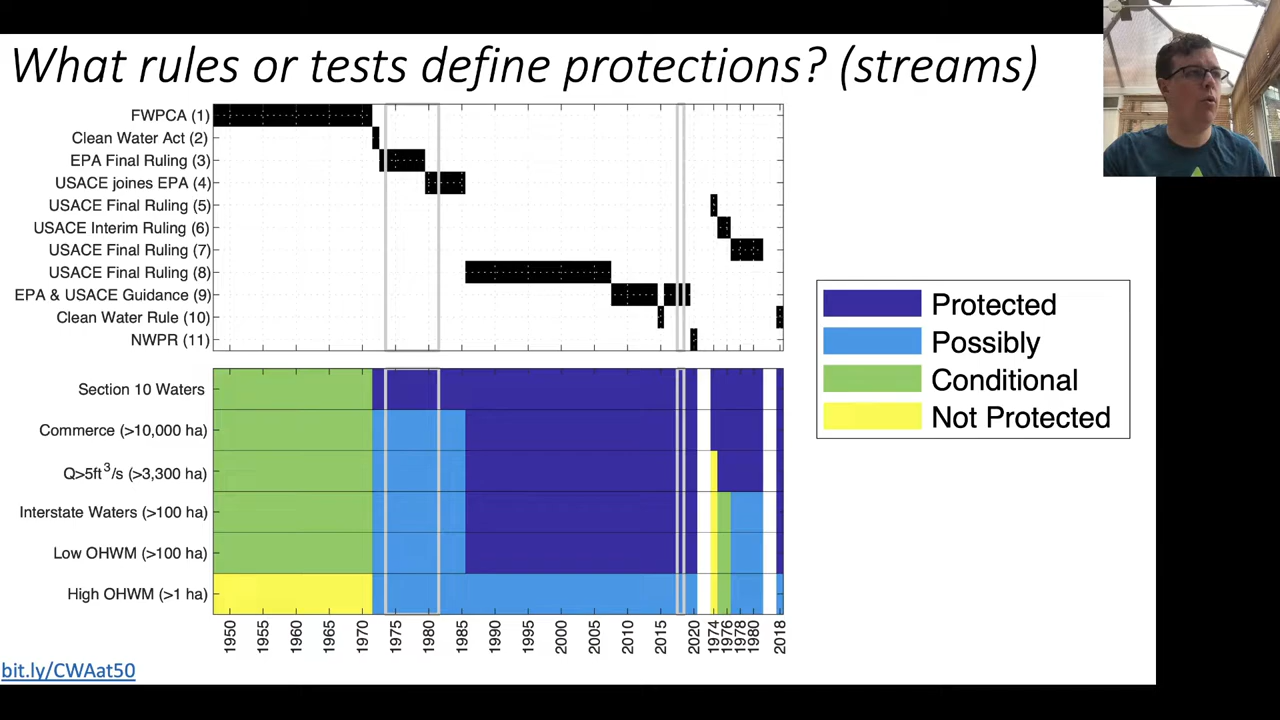 What rules or tests define protections? (streams)
FWPCA (1)
Clean Water Act (2)
EPA Final Ruling (3)
USACE joines EPA (4)
USACE Final Ruling (5)
USACE Interim Ruling (6)
USACE Final Ruling (7)
USACE Final Ruling (8)
EPA & USACE Guidance (9)
Clean Water Rule (10)
NWPR (11)
Protected
Possibly
Conditional
Not Protected
Section 10 Waters
Commerce (>10,000 ha)
Q>5ft³/s (>3,300 ha)
Interstate Waters (>100 ha)
Low OHWM (>100 ha)
High OHWM (>1 ha)
1950 1955 1960 1965 1970 1975 1980 1985 1990 1995 2000 2005 2010 2015 2020 1974 1976 1978 1980 2018
bit.ly/CWAat50